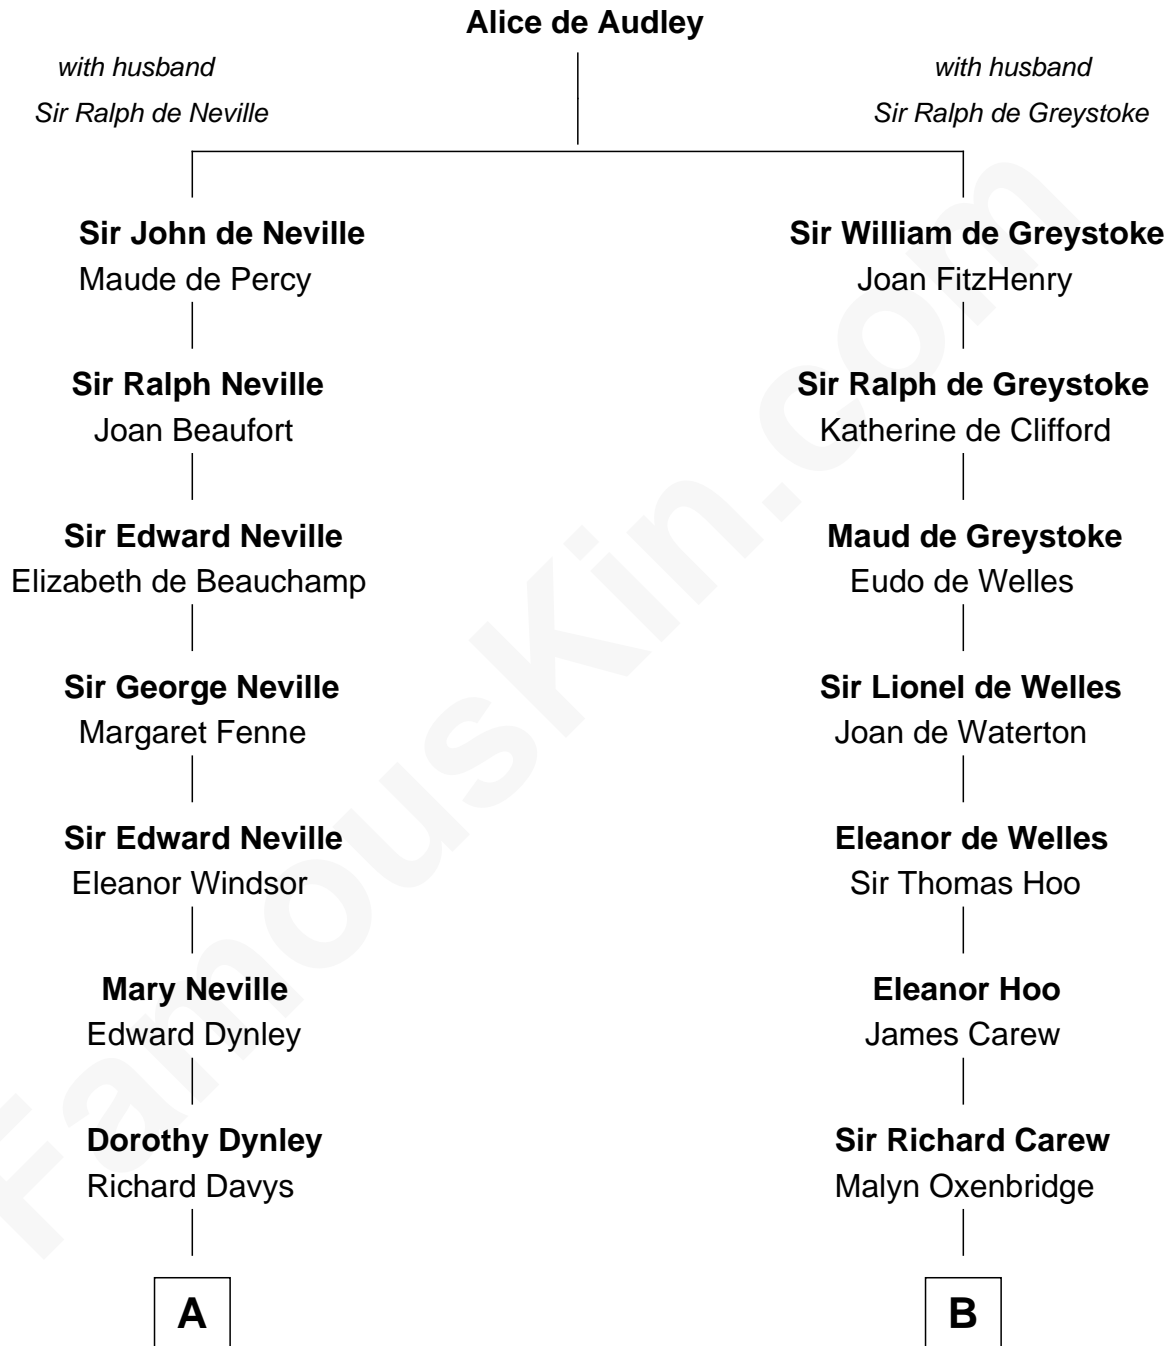 Alice de Audley
with husband
Sir Ralph de Neville
with husband
Sir Ralph de Greystoke
Sir John de Neville
Maude de Percy
Sir William de Greystoke
Joan FitzHenry
Sir Ralph Neville
Joan Beaufort
Sir Ralph de Greystoke
Katherine de Clifford
Sir Edward Neville
Elizabeth de Beauchamp
Maud de Greystoke
Eudo de Welles
Sir George Neville
Margaret Fenne
Sir Lionel de Welles
Joan de Waterton
Sir Edward Neville
Eleanor Windsor
Eleanor de Welles
Sir Thomas Hoo
Mary Neville
Edward Dynley
Eleanor Hoo
James Carew
Dorothy Dynley
Richard Davys
Sir Richard Carew
Malyn Oxenbridge
A
B
FamousKin.com